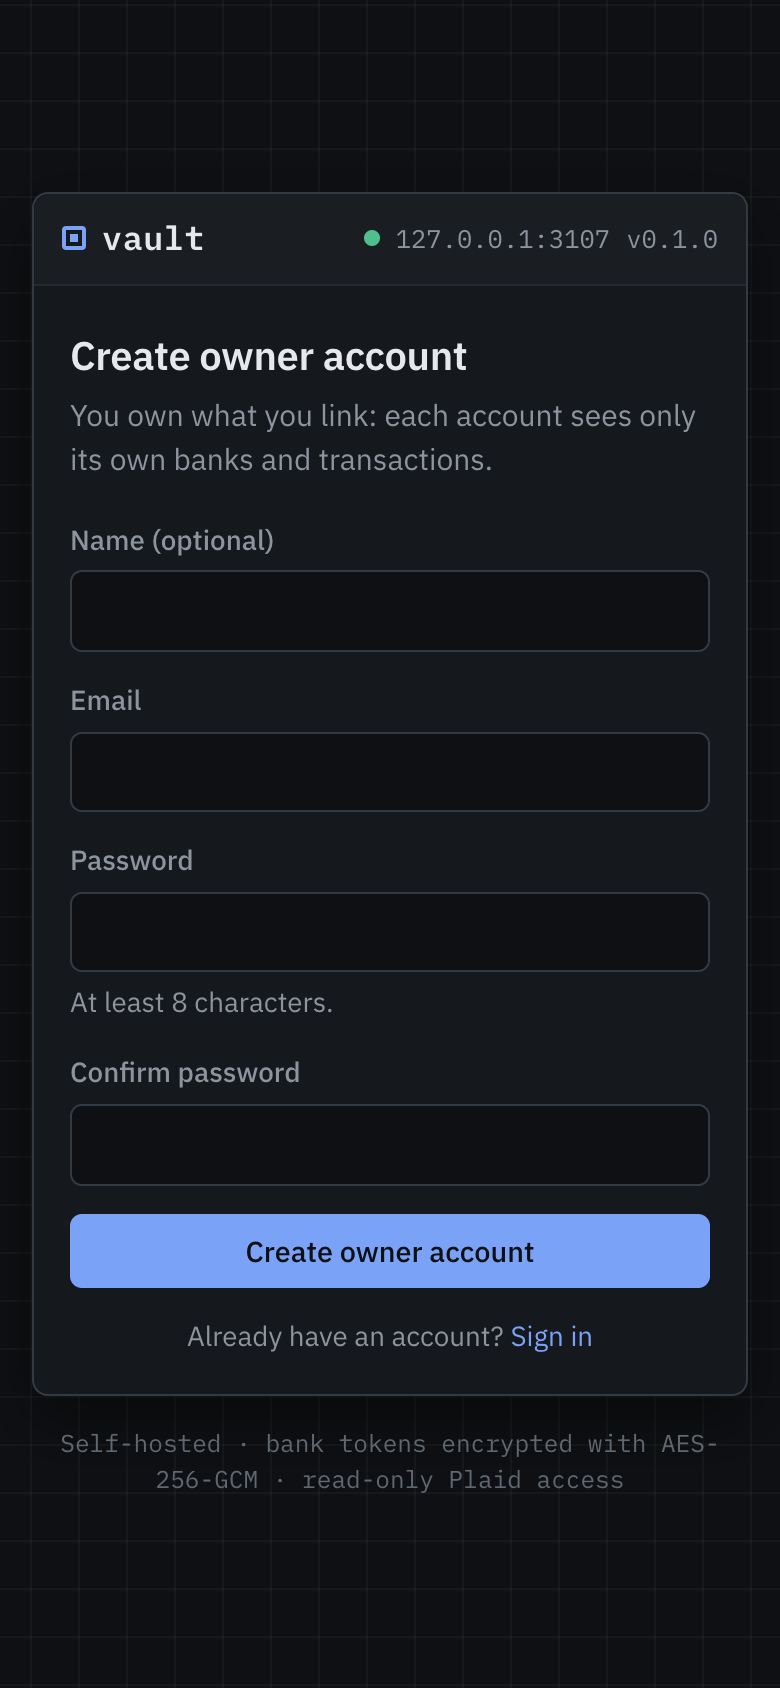 vault
127.0.0.1:3107 v0.1.0
Create owner account
You own what you link: each account sees only
its own banks and transactions.
Name (optional)
Email
Password
At least 8 characters.
Confirm password
Create owner account
Already have an account? Sign in
Self-hosted · bank tokens encrypted with AES-
256-GCM · read-only Plaid access